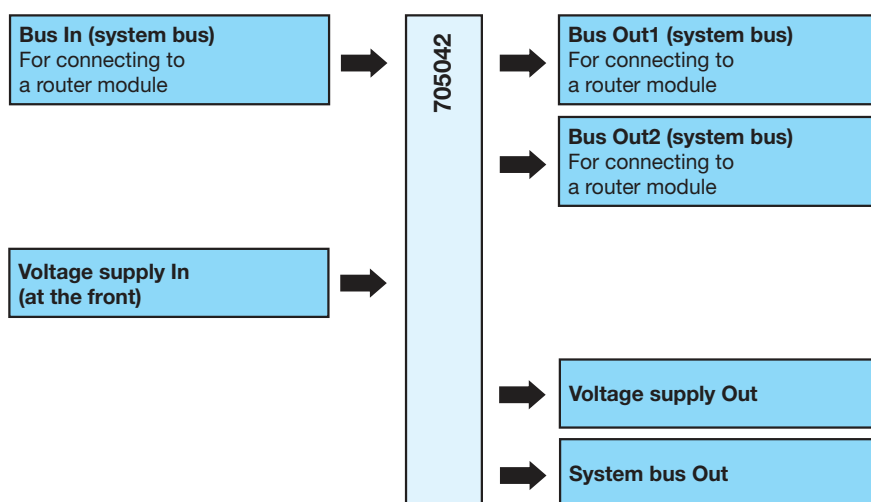 Bus In (system bus)
For connecting to
a router module
705042
Bus Out1 (system bus)
For connecting to
a router module
Bus Out2 (system bus)
For connecting to
a router module
Voltage supply In
(at the front)
Voltage supply Out
System bus Out